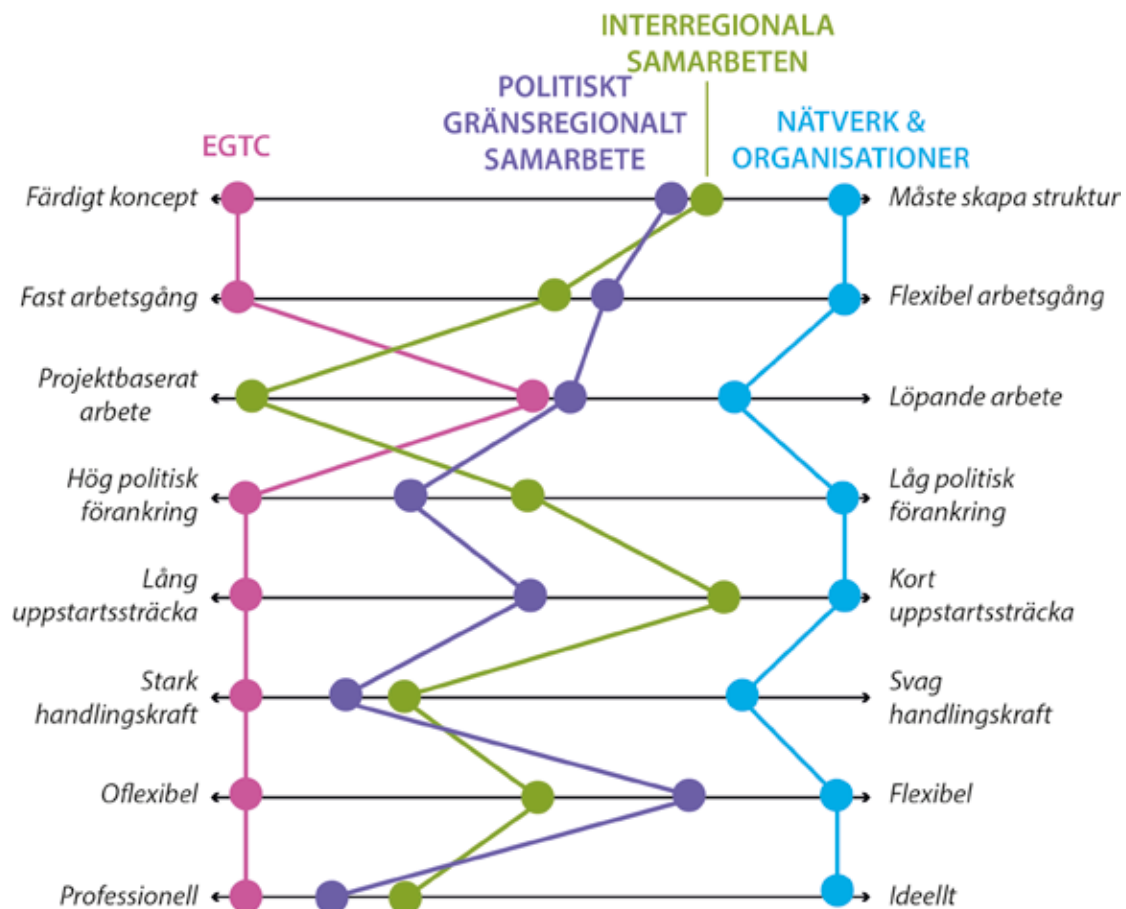 INTERREGIONALA
SAMARBETEN
POLITISKT
GRÄNSREGIONALT
SAMARBETE
NÄTVERK &
ORGANISATIONER
EGTC
Färdigt koncept
Måste skapa struktur
Fast arbetsgång
Flexibel arbetsgång
Projektbaserat
arbete
Löpande arbete
Hög politisk
förankring
Låg politisk
förankring
Lång
uppstartssträcka
Kort
uppstartssträcka
Stark
handlingskraft
Svag
handlingskraft
Oflexibel
Flexibel
Professionell
Ideellt